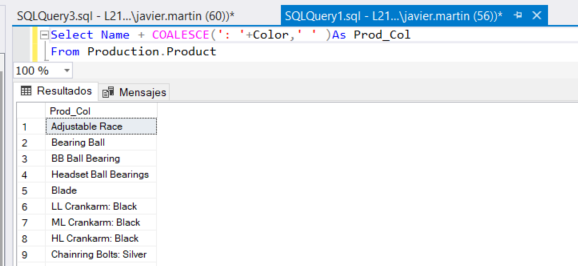 SQLQuery3.sql - L21...\javier.martin (60))* SQLQuery1.sql - L21...\javier.martin (56))*
Select Name + COALESCE(': '+Color,' ' )As Prod_Col
From Production.Product
100 %
Resultados Mensajes
Prod_Col
1 Adjustable Race
2 Bearing Ball
3 BB Ball Bearing
4 Headset Ball Bearings
5 Blade
6 LL Crankarm: Black
7 ML Crankarm: Black
8 HL Crankarm: Black
9 Chainring Bolts: Silver